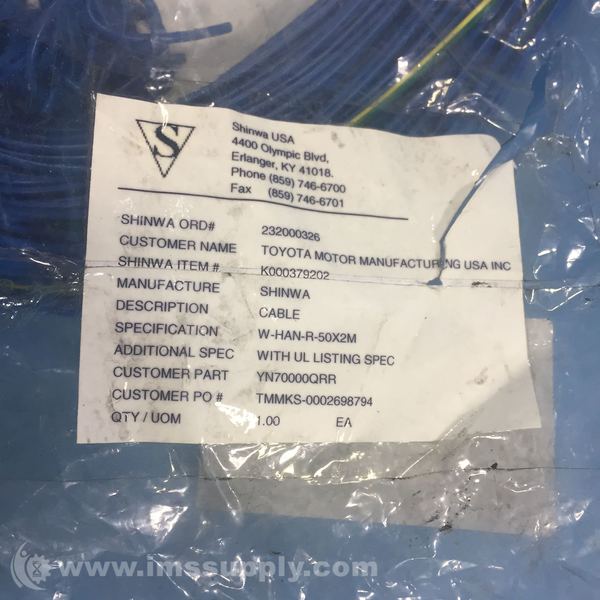 S
Shinwa USA
4400 Olympic Blvd,
Erlanger, KY 41018.
Phone (859) 746-6700
Fax (859) 746-6701
SHINWA ORD# 232000326
CUSTOMER NAME TOYOTA MOTOR MANUFACTURING USA INC
SHINWA ITEM # K000379202
MANUFACTURE SHINWA
DESCRIPTION CABLE
SPECIFICATION W-HAN-R-50X2M
ADDITIONAL SPEC WITH UL LISTING SPEC
CUSTOMER PART YN70000QRR
CUSTOMER PO # TMMKS-0002698794
QTY / UOM 1.00 EA
www.imssupply.com